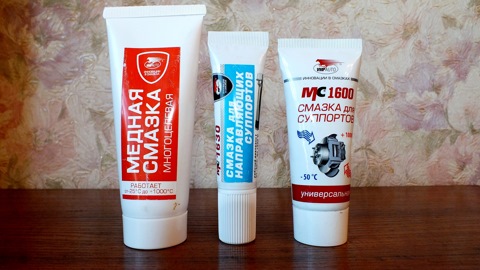 МЕДНАЯ
СМАЗКА
МНОГОЦЕЛЕВАЯ
РАБОТАЕТ
от -25°C до +1000°C
МС 1630
СМАЗКА ДЛЯ
НАПРАВЛЯЮЩИХ
СУППОРТОВ
VMPAUTO
ИННОВАЦИИ В СМАЗКАХ
МС 1600
СМАЗКА для
СУППОРТОВ
-50 °C
универсальная